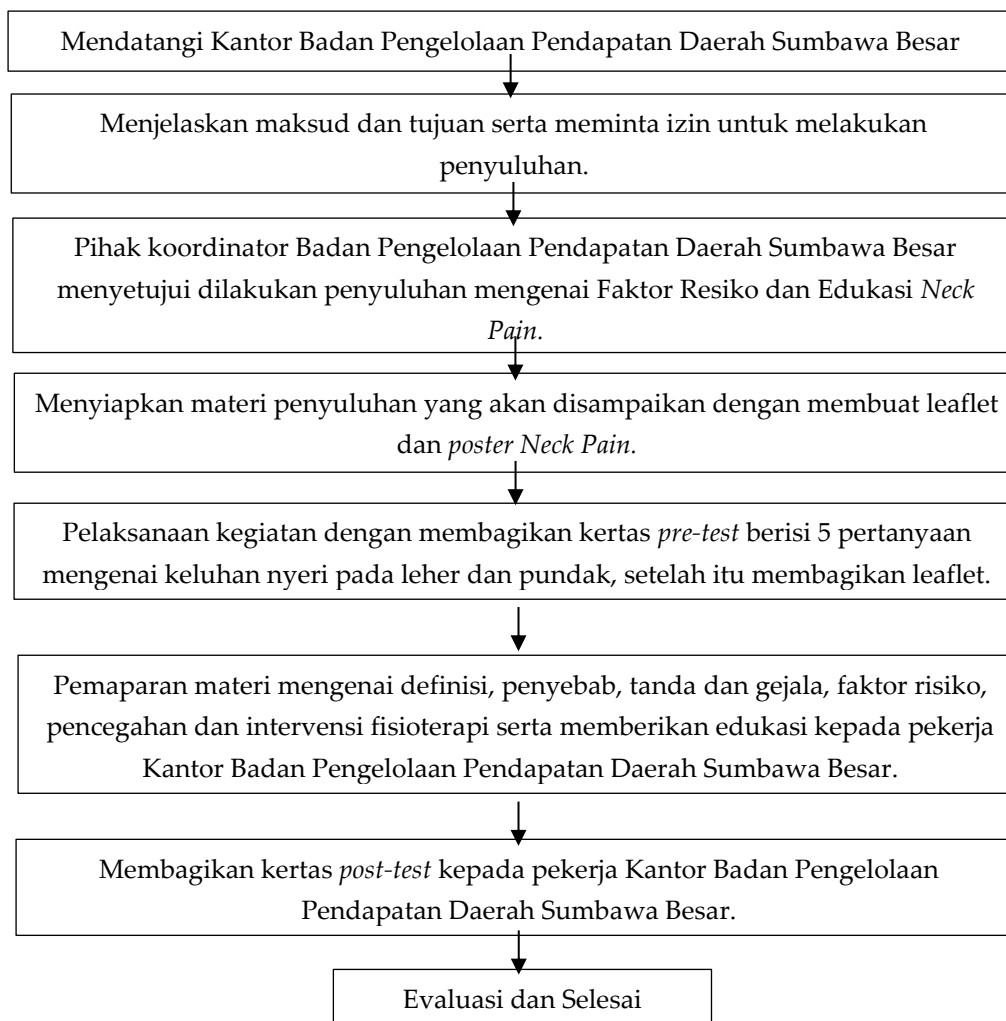 Mendatangi Kantor Badan Pengelolaan Pendapatan Daerah Sumbawa Besar
Menjelaskan maksud dan tujuan serta meminta izin untuk melakukan
penyuluhan.
Pihak koordinator Badan Pengelolaan Pendapatan Daerah Sumbawa Besar
menyetujui dilakukan penyuluhan mengenai Faktor Resiko dan Edukasi Neck
Pain.
Menyiapkan materi penyuluhan yang akan disampaikan dengan membuat leaflet
dan poster Neck Pain.
Pelaksanaan kegiatan dengan membagikan kertas pre-test berisi 5 pertanyaan
mengenai keluhan nyeri pada leher dan pundak, setelah itu membagikan leaflet.
Pemaparan materi mengenai definisi, penyebab, tanda dan gejala, faktor risiko,
pencegahan dan intervensi fisioterapi serta memberikan edukasi kepada pekerja
Kantor Badan Pengelolaan Pendapatan Daerah Sumbawa Besar.
Membagikan kertas post-test kepada pekerja Kantor Badan Pengelolaan
Pendapatan Daerah Sumbawa Besar.
Evaluasi dan Selesai